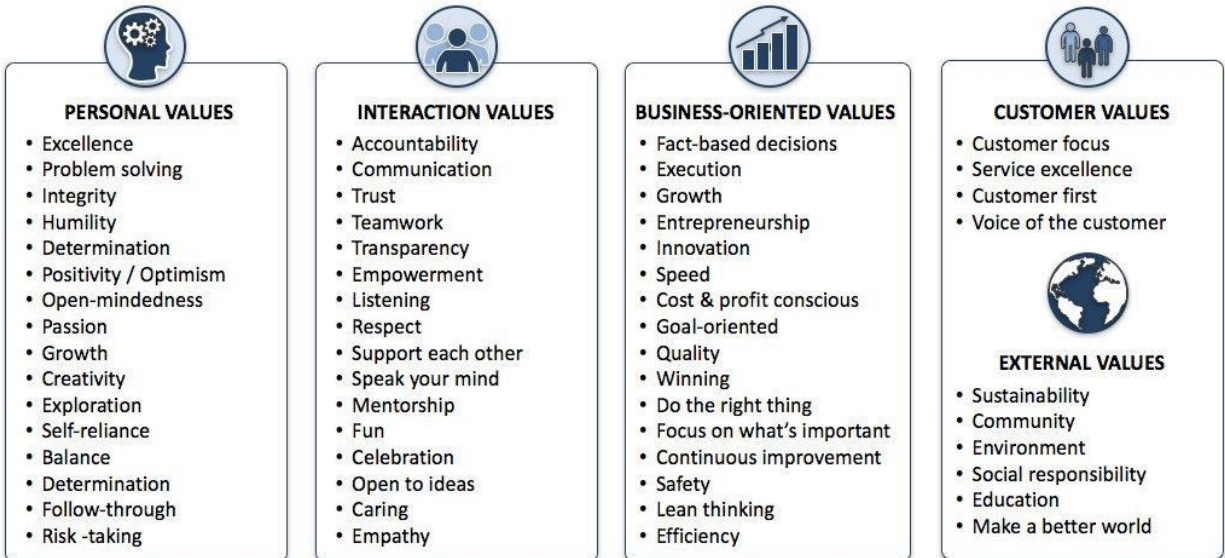 PERSONAL VALUES
• Excellence
• Problem solving
• Integrity
• Humility
• Determination
• Positivity / Optimism
• Open-mindedness
• Passion
• Growth
• Creativity
• Exploration
• Self-reliance
• Balance
• Determination
• Follow-through
• Risk -taking
INTERACTION VALUES
• Accountability
• Communication
• Trust
• Teamwork
• Transparency
• Empowerment
• Listening
• Respect
• Support each other
• Speak your mind
• Mentorship
• Fun
• Celebration
• Open to ideas
• Caring
• Empathy
BUSINESS-ORIENTED VALUES
• Fact-based decisions
• Execution
• Growth
• Entrepreneurship
• Innovation
• Speed
• Cost & profit conscious
• Goal-oriented
• Quality
• Winning
• Do the right thing
• Focus on what's important
• Continuous improvement
• Safety
• Lean thinking
• Efficiency
CUSTOMER VALUES
• Customer focus
• Service excellence
• Customer first
• Voice of the customer
EXTERNAL VALUES
• Sustainability
• Community
• Environment
• Social responsibility
• Education
• Make a better world